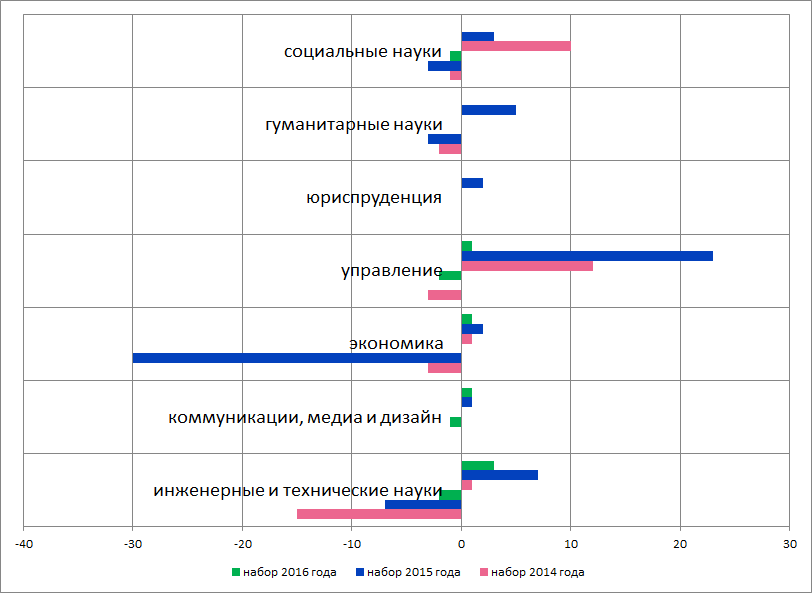 социальные науки
гуманитарные науки
юриспруденция
управление
экономика
коммуникации, медиа и дизайн
инженерные и технические науки
-40 -30 -20 -10 0 10 20 30
набор 2016 года набор 2015 года набор 2014 года